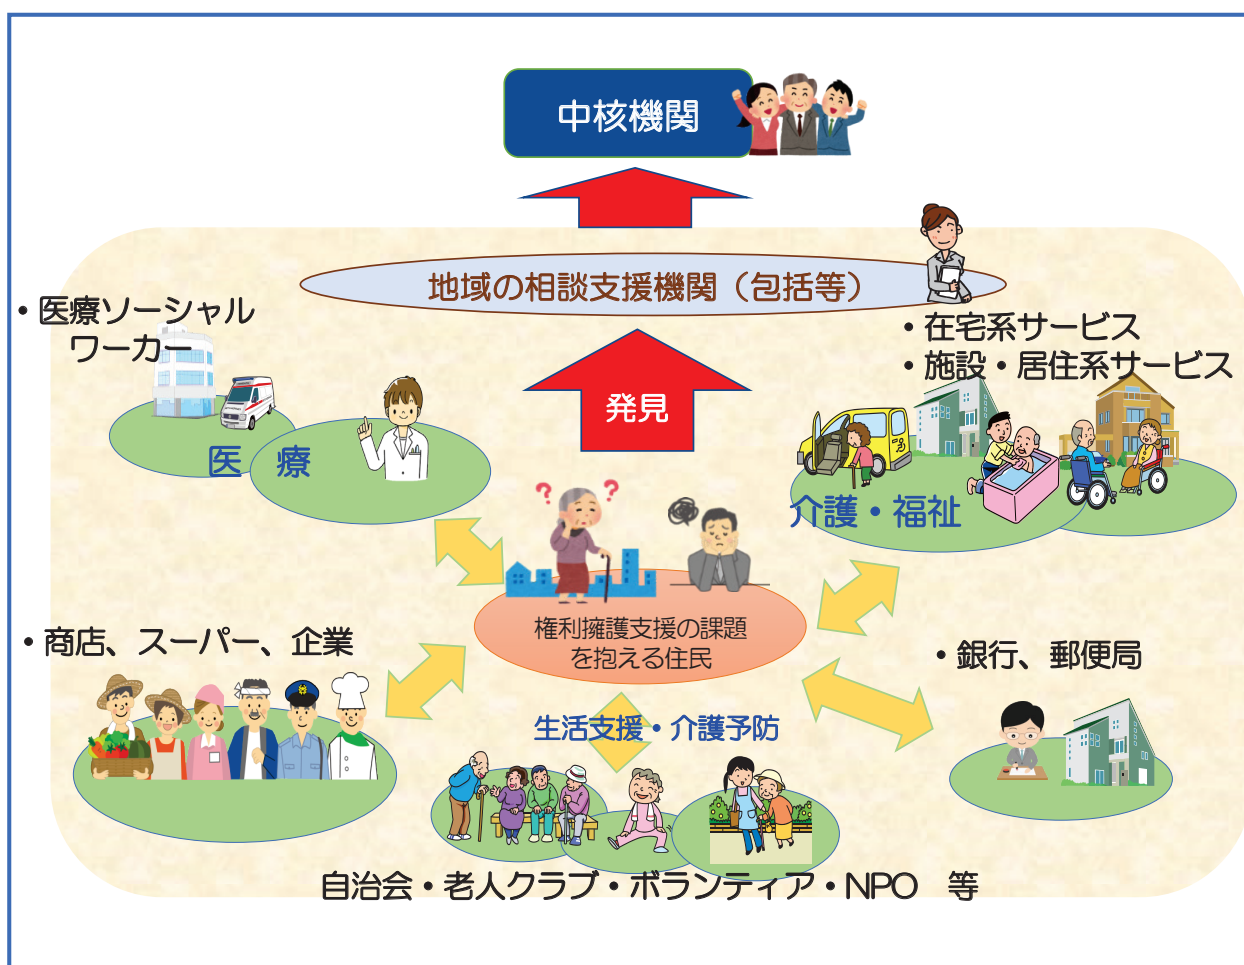 中核機関
地域の相談支援機関（包括等）
・医療ソーシャル
ワーカー
・在宅系サービス
・施設・居住系サービス
発見
医　療
介護・福祉
権利擁護支援の課題
を抱える住民
・商店、スーパー、企業
・銀行、郵便局
生活支援・介護予防
自治会・老人クラブ・ボランティア・NPO　等